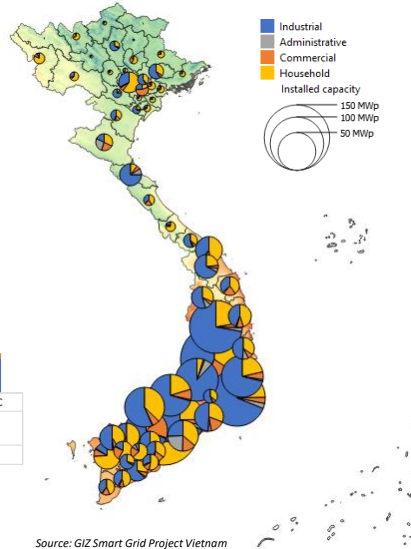 Industrial
Administrative
Commercial
Household
Installed capacity
150 MWp
100 MWp
50 MWp
Source: GIZ Smart Grid Project Vietnam